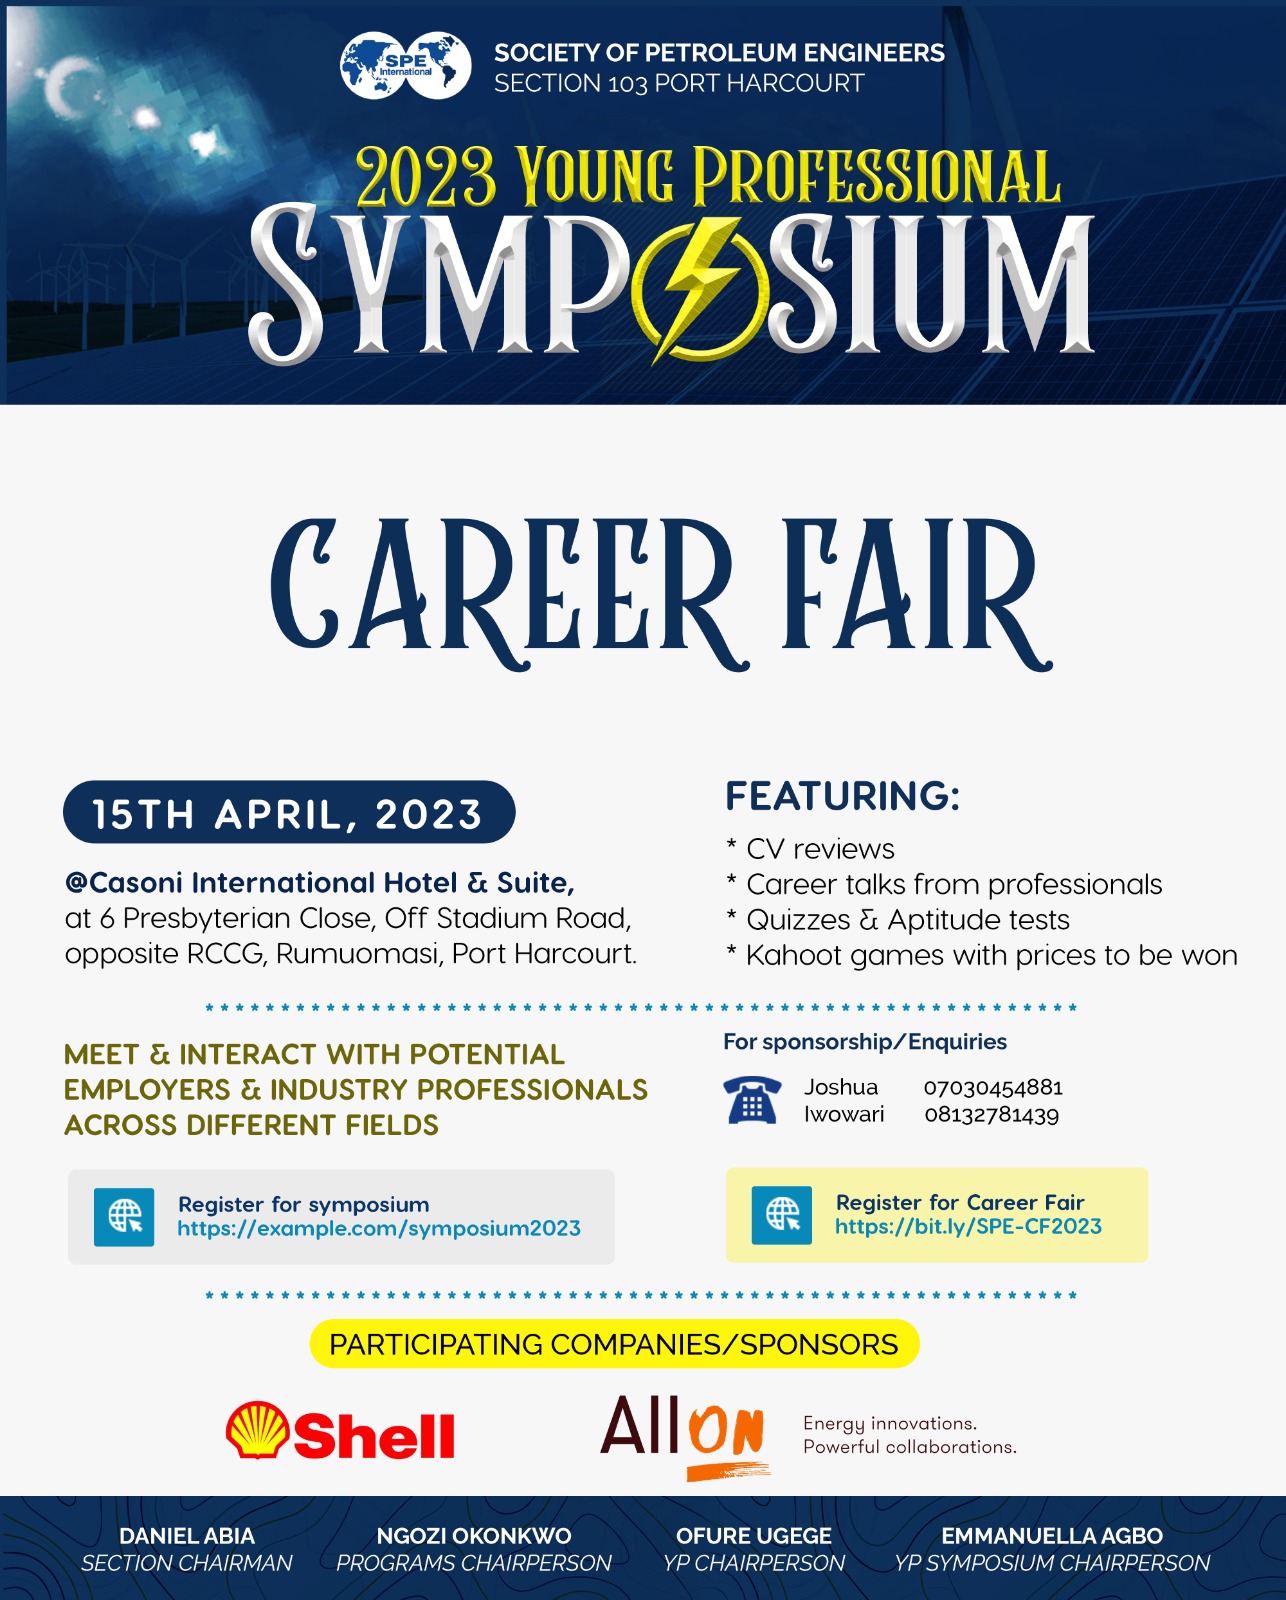 SPE
International
SOCIETY OF PETROLEUM ENGINEERS
SECTION 103 PORT HARCOURT
2023 YOUNG PROFESSIONAL
SYMPOSIUM
CAREER FAIR
15TH APRIL, 2023
@Casoni International Hotel & Suite,
at 6 Presbyterian Close, Off Stadium Road,
opposite RCCG, Rumuomasi, Port Harcourt.
FEATURING:
* CV reviews
* Career talks from professionals
* Quizzes & Aptitude tests
* Kahoot games with prices to be won
MEET & INTERACT WITH POTENTIAL
EMPLOYERS & INDUSTRY PROFESSIONALS
ACROSS DIFFERENT FIELDS
For sponsorship/Enquiries
Joshua 07030454881
Iwowari 08132781439
Register for symposium
https://example.com/symposium2023
Register for Career Fair
https://bit.ly/SPE-CF2023
PARTICIPATING COMPANIES/SPONSORS
Shell
All ON
Energy innovations.
Powerful collaborations.
DANIEL ABIA
SECTION CHAIRMAN
NGOZI OKONKWO
PROGRAMS CHAIRPERSON
OFURE UGEGE
YP CHAIRPERSON
EMMANUELLA AGBO
YP SYMPOSIUM CHAIRPERSON